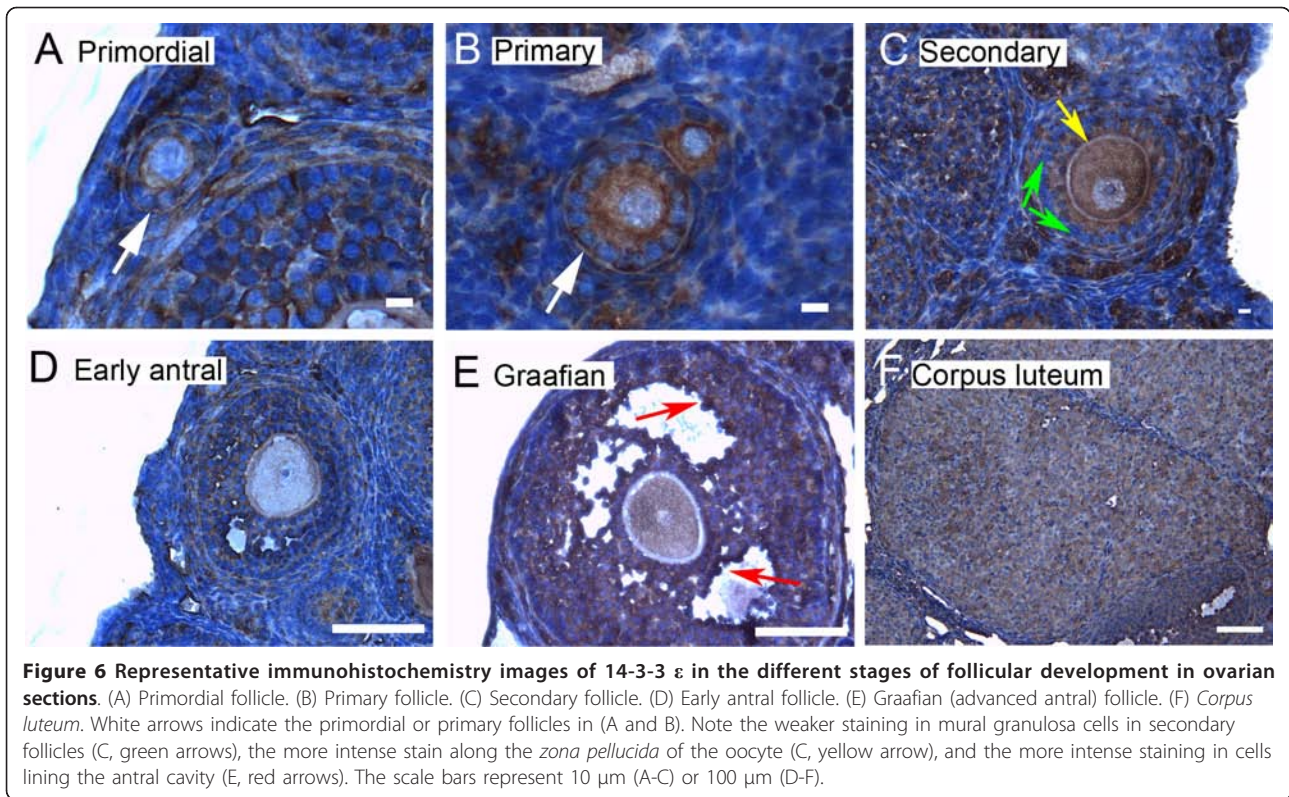 A Primordial
B Primary
C Secondary
D Early antral
E Graafian
F Corpus luteum
Figure 6 Representative immunohistochemistry images of 14-3-3 ε in the different stages of follicular development in ovarian
sections. (A) Primordial follicle. (B) Primary follicle. (C) Secondary follicle. (D) Early antral follicle. (E) Graafian (advanced antral) follicle. (F) Corpus
luteum. White arrows indicate the primordial or primary follicles in (A and B). Note the weaker staining in mural granulosa cells in secondary
follicles (C, green arrows), the more intense stain along the zona pellucida of the oocyte (C, yellow arrow), and the more intense staining in cells
lining the antral cavity (E, red arrows). The scale bars represent 10 μm (A-C) or 100 μm (D-F).